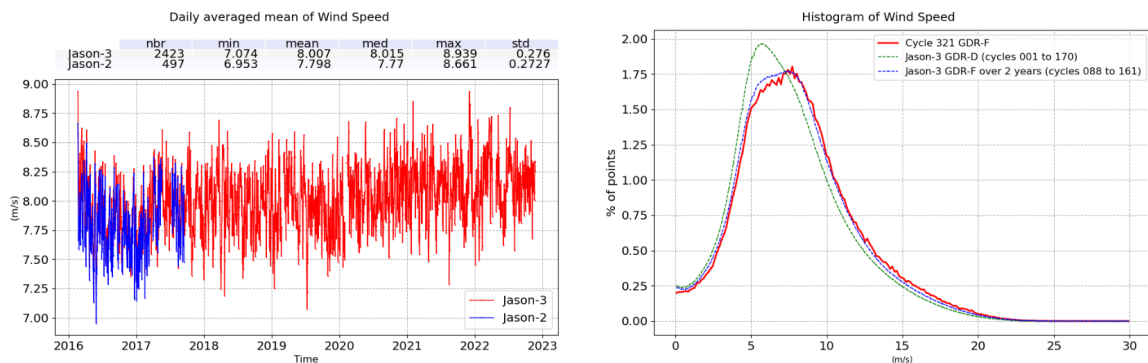 Daily averaged mean of Wind Speed
nbr min mean med max std
Jason-3 2423 7.074 8.007 8.015 8.939 0.276
Jason-2 497 6.953 7.798 7.77 8.661 0.2727
9.00
8.75
8.50
8.25
8.00
7.75
7.50
7.25
7.00
(m/s)
Jason-3
Jason-2
2016 2017 2018 2019 2020 2021 2022 2023
Time
Histogram of Wind Speed
2.00
1.75
1.50
1.25
1.00
0.75
0.50
0.25
0.00
% of points
Cycle 321 GDR-F
Jason-3 GDR-D (cycles 001 to 170)
Jason-3 GDR-F over 2 years (cycles 088 to 161)
0 5 10 15 20 25 30
(m/s)